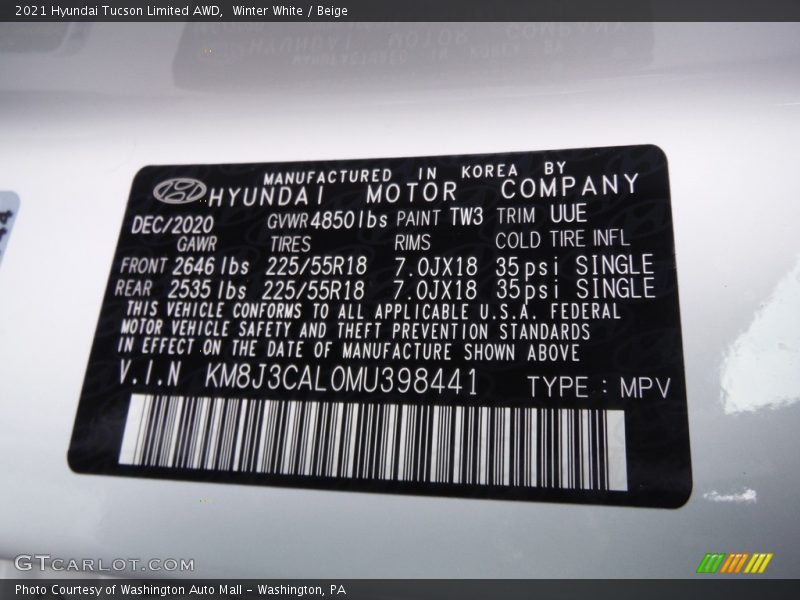 2021 Hyundai Tucson Limited AWD, Winter White / Beige
MANUFACTURED IN KOREA BY
HYUNDAI MOTOR COMPANY
DEC/2020 GVWR 4850lbs PAINT TW3 TRIM UUE
GAWR TIRES RIMS COLD TIRE INFL
FRONT 2646 lbs 225/55R18 7.0JX18 35psi SINGLE
REAR 2535 lbs 225/55R18 7.0JX18 35psi SINGLE
THIS VEHICLE CONFORMS TO ALL APPLICABLE U.S.A. FEDERAL
MOTOR VEHICLE SAFETY AND THEFT PREVENTION STANDARDS
IN EFFECT ON THE DATE OF MANUFACTURE SHOWN ABOVE
V.I.N KM8J3CAL0MU398441 TYPE : MPV
GTCARLOT.COM
Photo Courtesy of Washington Auto Mall - Washington, PA